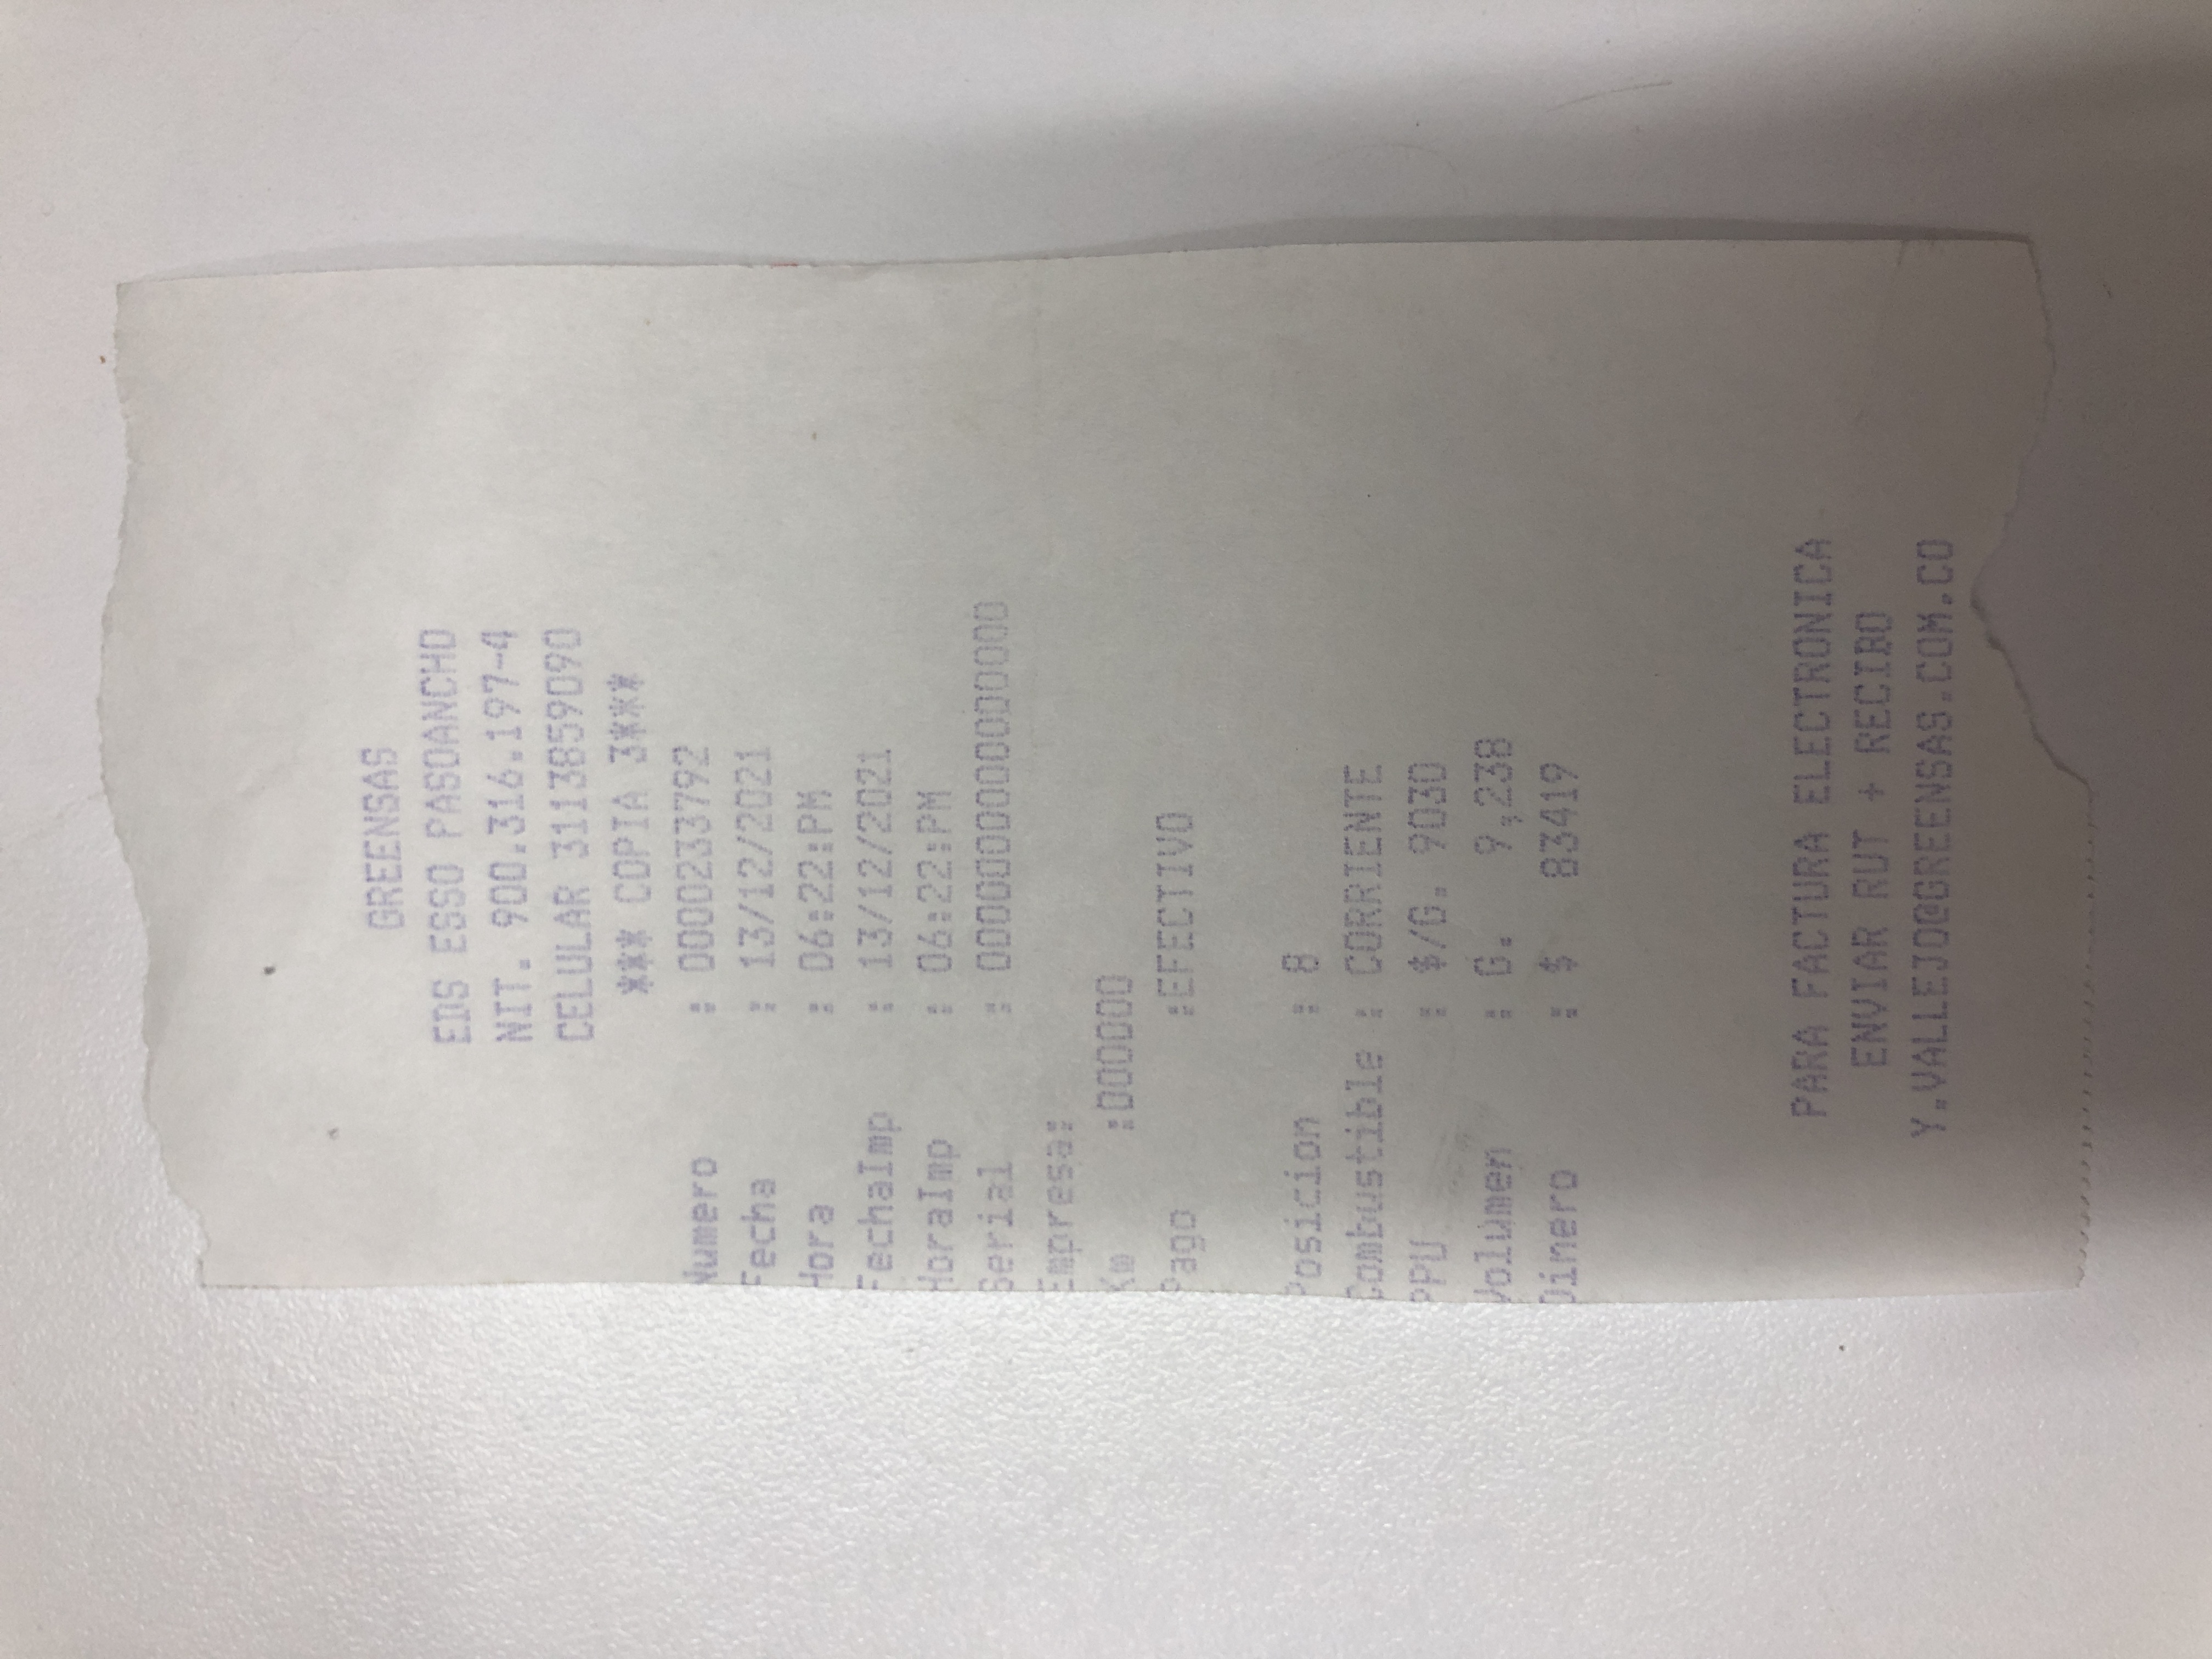 GREENSAS
EDS ESSO PASOANCHO
NIT. 900.316.197-4
CELULAR 3113859090
*** COPIA 3***
Numero : 0000233792
Fecha : 13/12/2021
Hora : 06:22:PM
FechaImp : 13/12/2021
HoraImp : 06:22:PM
Serial : 0000000000000000
Empresa:
Km :000000
Pago :EFECTIVO
Posicion : 8
Combustible : CORRIENTE
PPU : $/G. 9030
Volumen : G. 9,238
Dinero : $ 83419
PARA FACTURA ELECTRONICA
ENVIAR RUT + RECIBO
Y.VALLEJO@GREENSAS.COM.CO